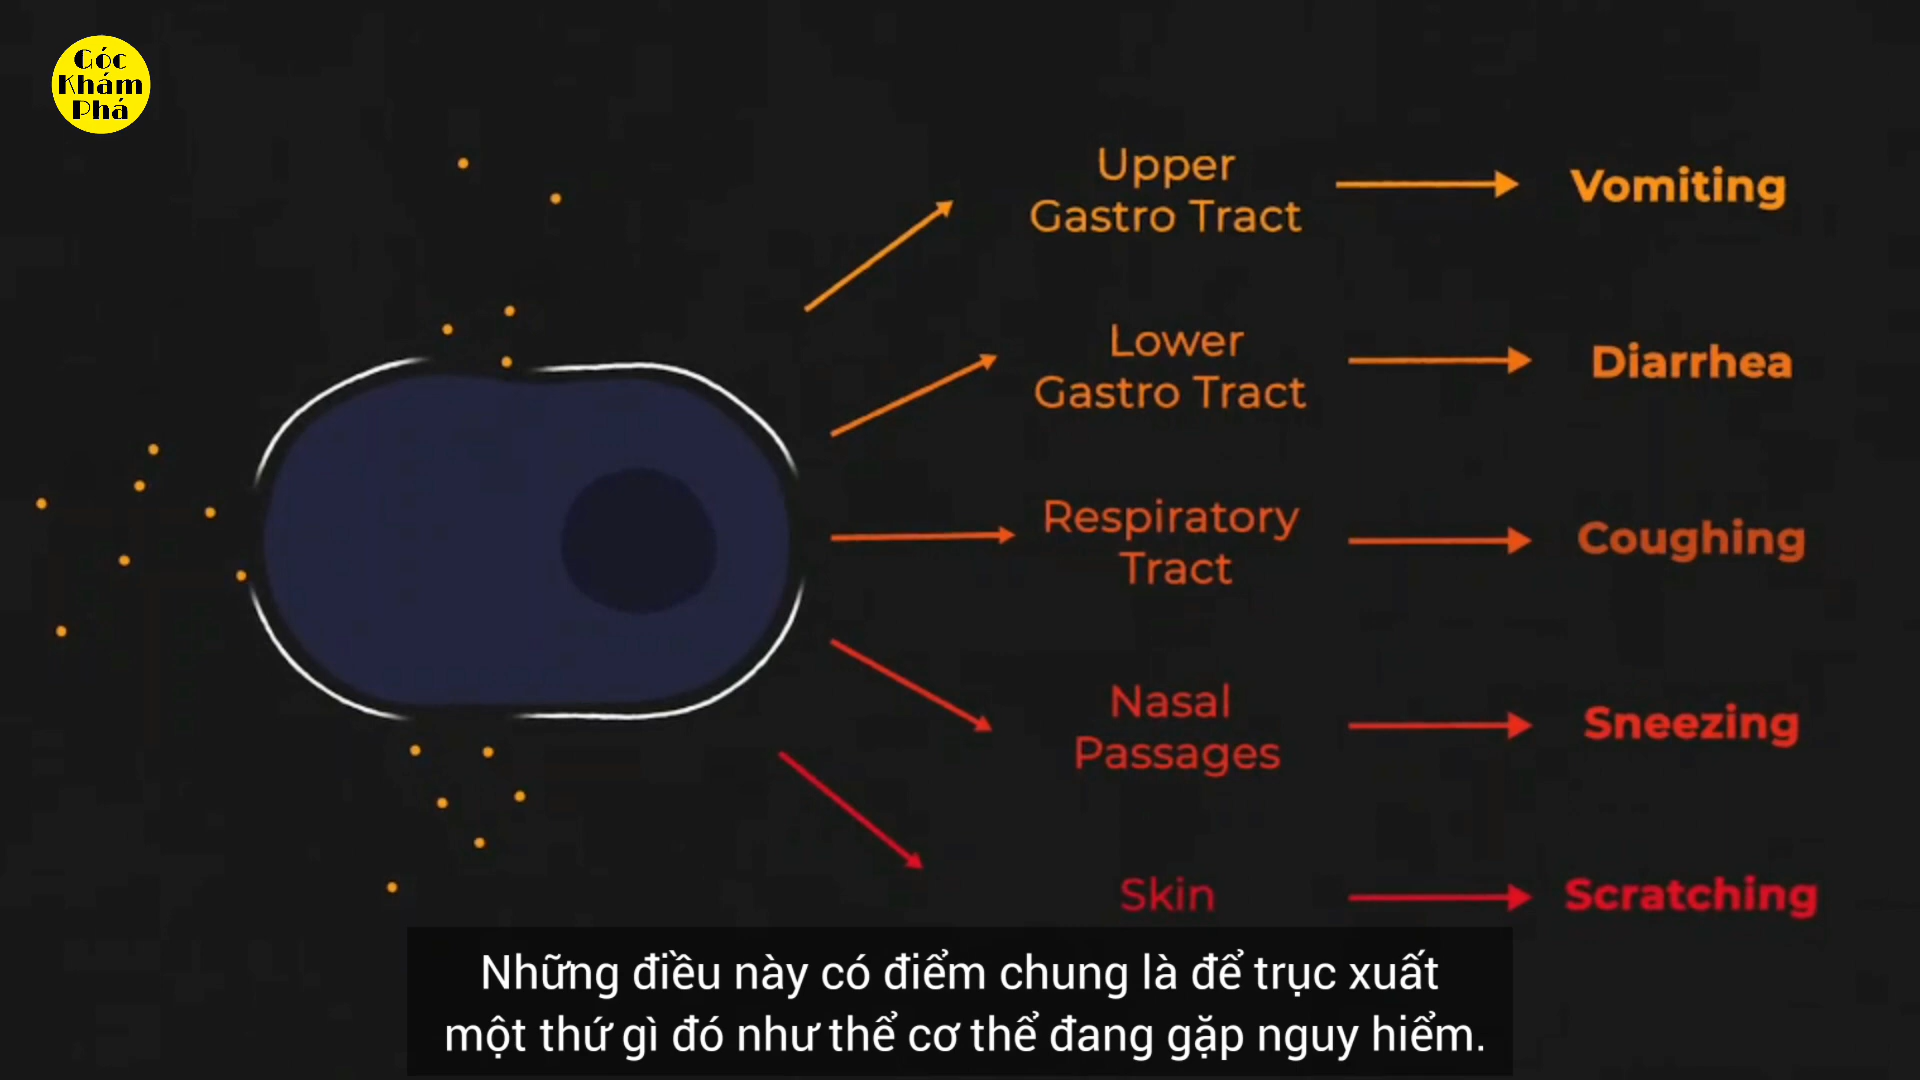 Góc
Khám
Phá
Upper
Gastro Tract
Vomiting
Lower
Gastro Tract
Diarrhea
Respiratory
Tract
Coughing
Nasal
Passages
Sneezing
Skin
Scratching
Những điều này có điểm chung là để trục xuất
một thứ gì đó như thể cơ thể đang gặp nguy hiểm.